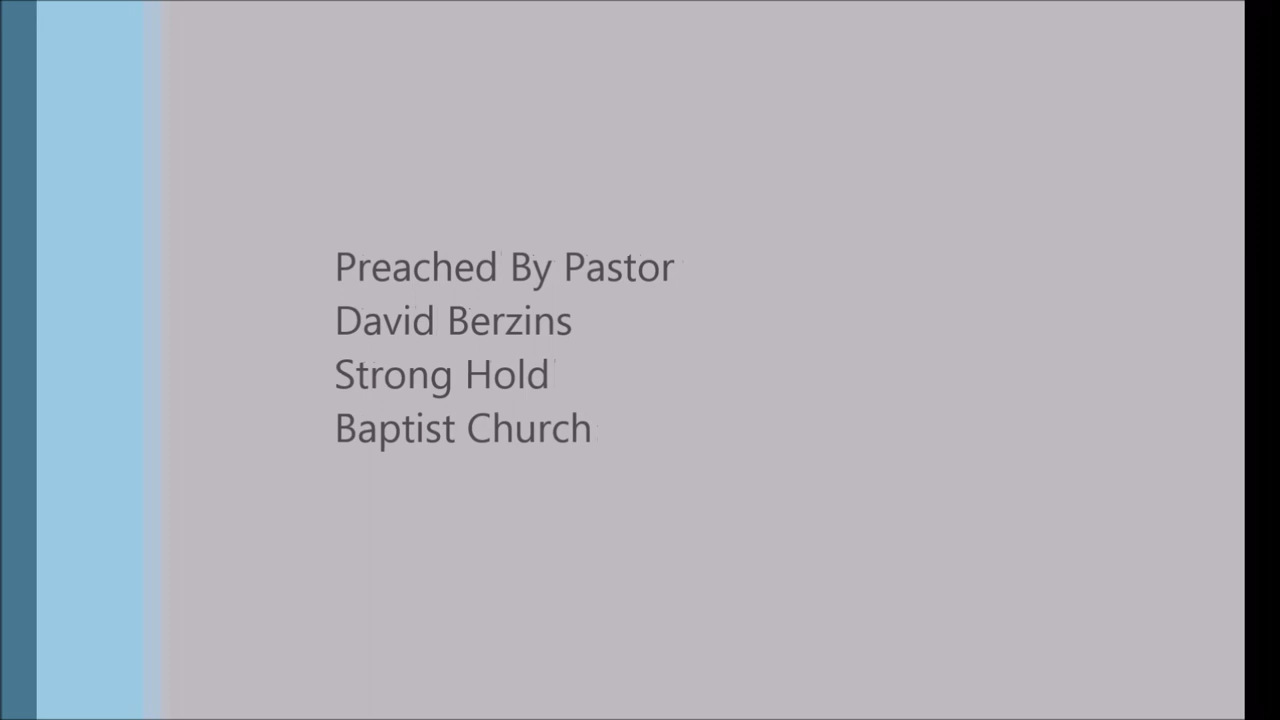 Preached By Pastor
David Berzins
Strong Hold
Baptist Church